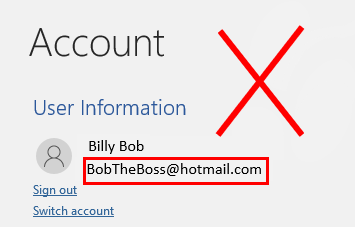 Account
User Information
Billy Bob
BobTheBoss@hotmail.com
Sign out
Switch account